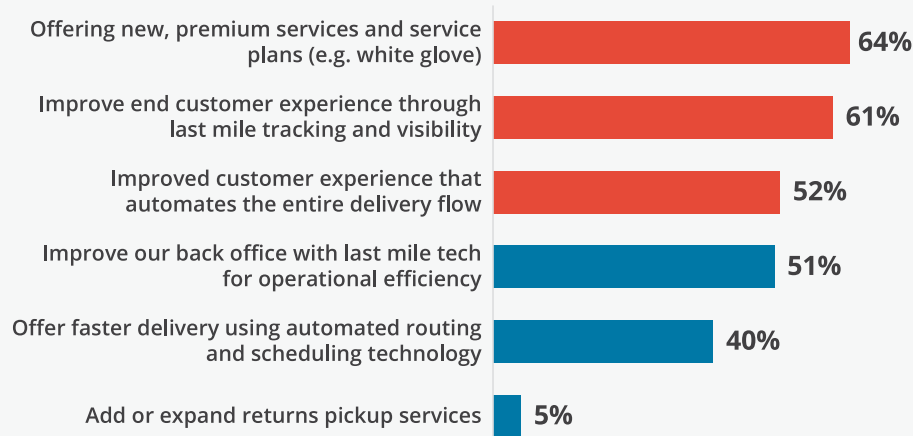 Offering new, premium services and service
plans (e.g. white glove)
64%
Improve end customer experience through
last mile tracking and visibility
61%
Improved customer experience that
automates the entire delivery flow
52%
Improve our back office with last mile tech
for operational efficiency
51%
Offer faster delivery using automated routing
and scheduling technology
40%
Add or expand returns pickup services
5%